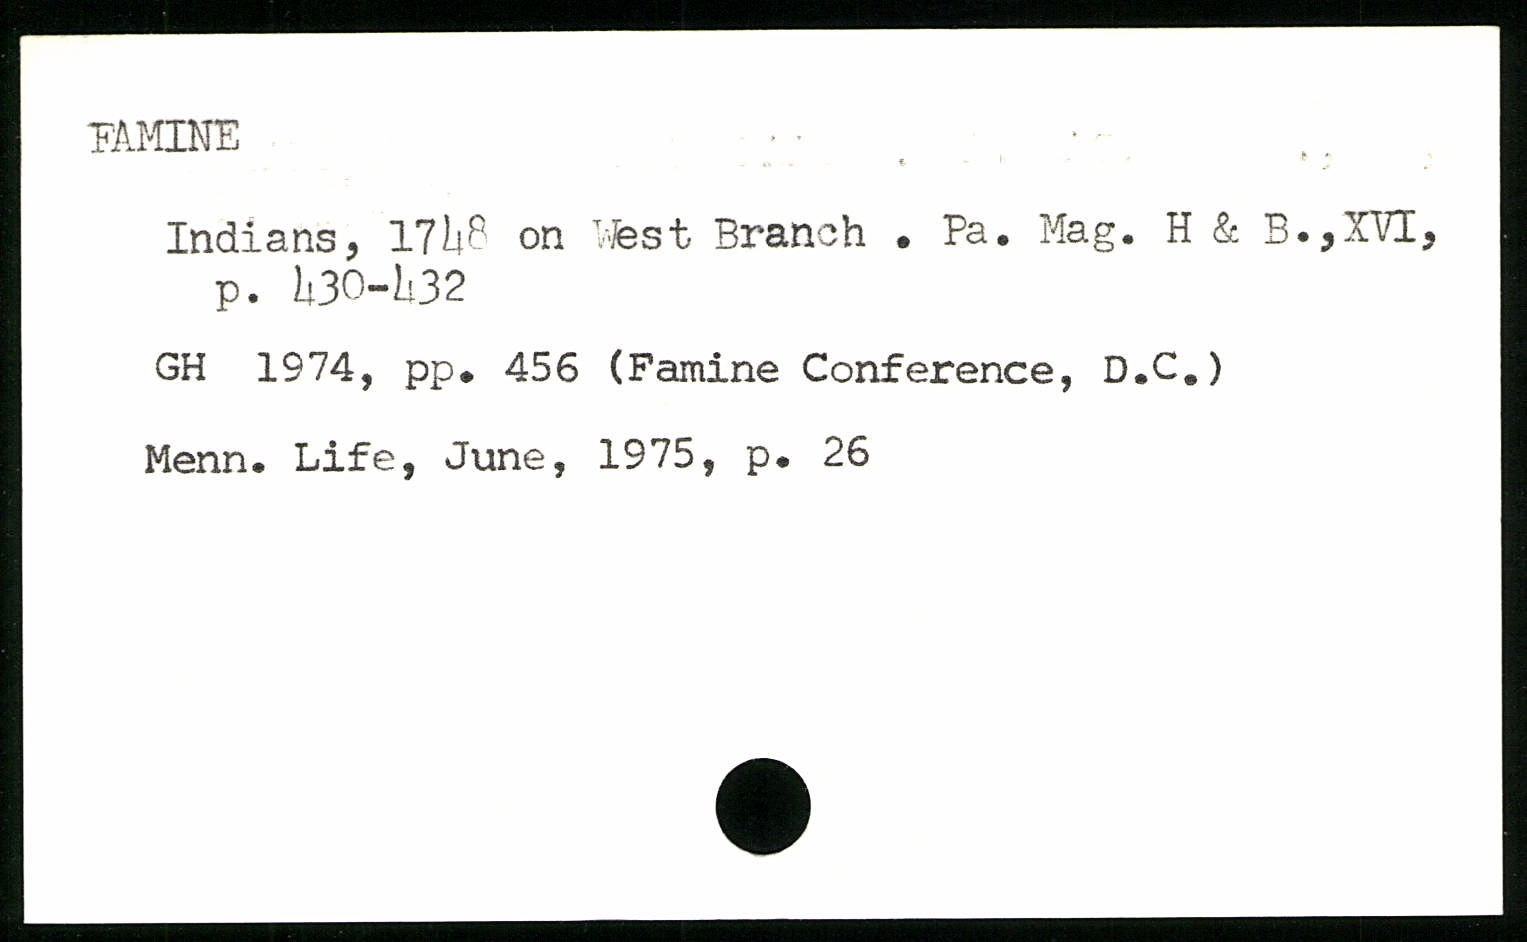 FAMINE
Indians, 1748 on West Branch . Pa. Mag. H & B.,XVI,
p. 430-432
GH 1974, pp. 456 (Famine Conference, D.C.)
Menn. Life, June, 1975, p. 26